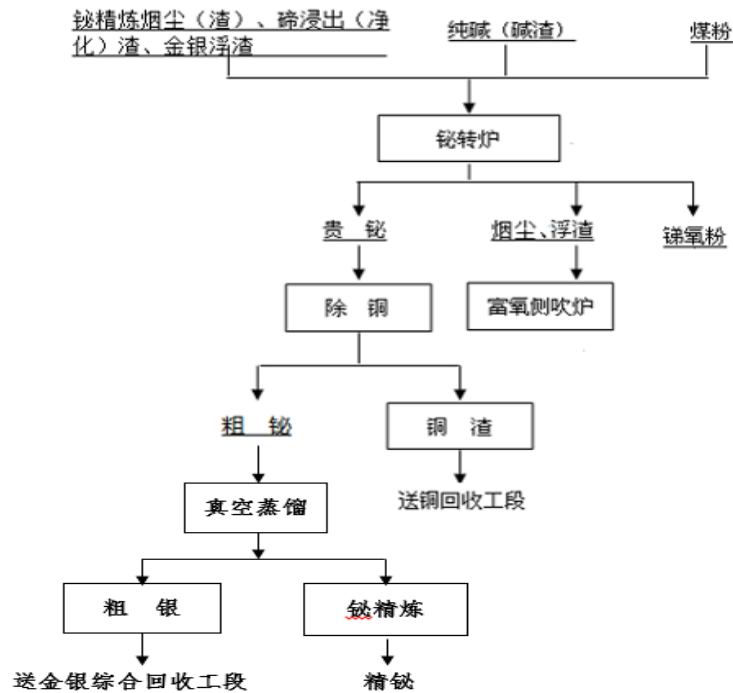 铋精炼烟尘（渣）、碲浸出（净
化）渣、金银浮渣
纯碱（碱渣）
煤粉
铋转炉
贵 铋
烟尘、浮渣
锑氧粉
除 铜
富氧侧吹炉
粗 铋
铜 渣
送铜回收工段
真空蒸馏
粗 银
铋精炼
送金银综合回收工段
精铋